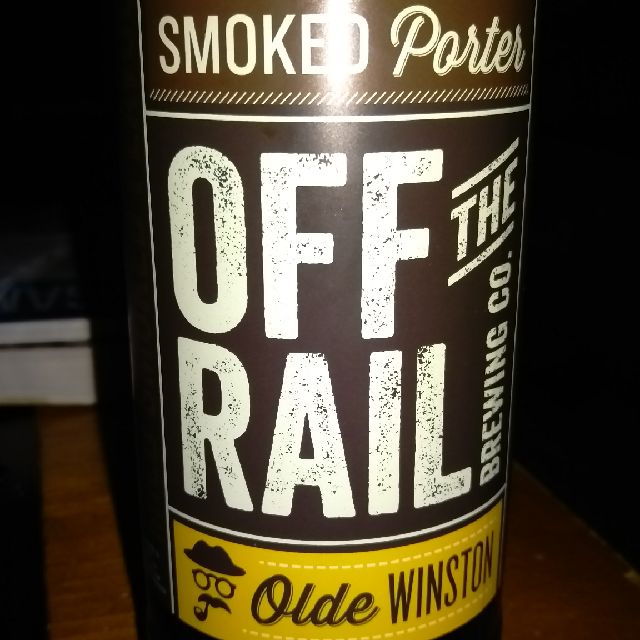 SMOKED Porter
OFF THE
RAIL
BREWING CO.
Olde WINSTON